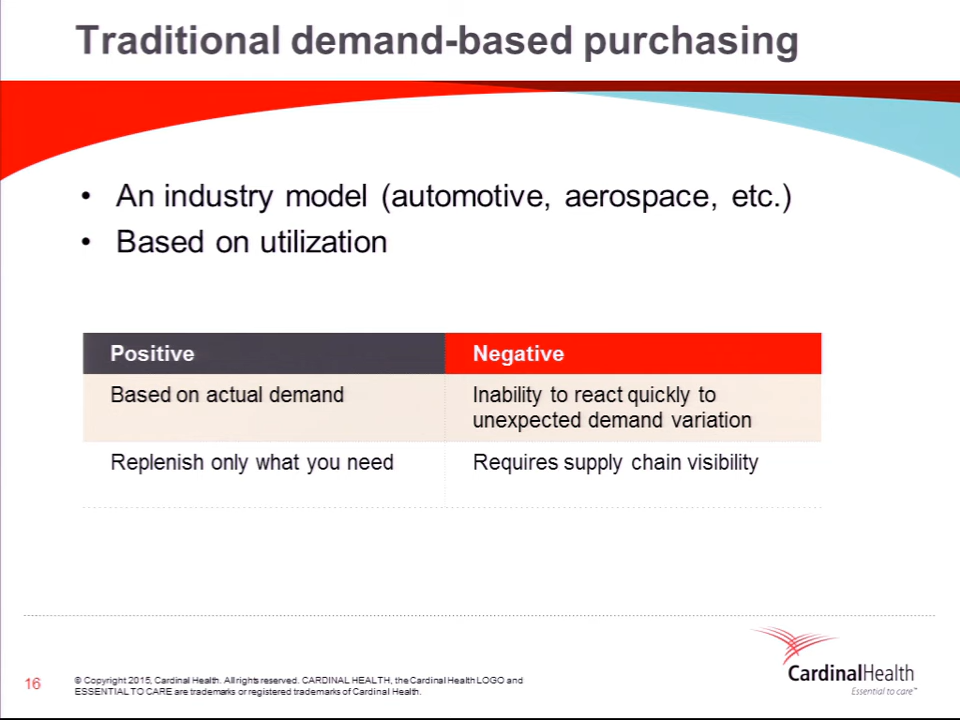 Traditional demand-based purchasing
• An industry model (automotive, aerospace, etc.)
• Based on utilization
Positive Negative
Based on actual demand Inability to react quickly to
unexpected demand variation
Replenish only what you need Requires supply chain visibility
16 © Copyright 2015, Cardinal Health. All rights reserved. CARDINAL HEALTH, the Cardinal Health LOGO and
ESSENTIAL TO CARE are trademarks or registered trademarks of Cardinal Health.
CardinalHealth
Essential to care™